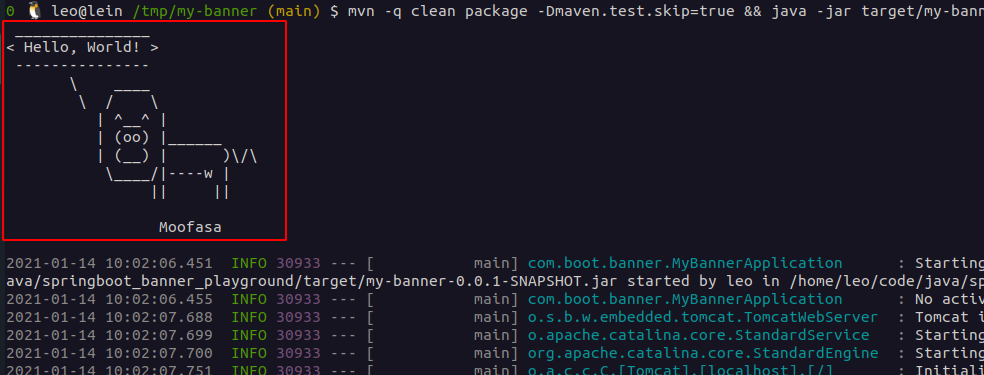 0 🐧 leo@lein /tmp/my-banner (main) $ mvn -q clean package -Dmaven.test.skip=true && java -jar target/my-bann
 _______________
< Hello, World! >
 ---------------
        \     ____
         \  /     \
           | ^__^ |
           | (oo) |______
           | (__) |       )\/\
            \____/|----w |
                  ||     ||

                   Moofasa
2021-01-14 10:02:06.451  INFO 30933 --- [           main] com.boot.banner.MyBannerApplication      : Starting
ava/springboot_banner_playground/target/my-banner-0.0.1-SNAPSHOT.jar started by leo in /home/leo/code/java/sp
2021-01-14 10:02:06.455  INFO 30933 --- [           main] com.boot.banner.MyBannerApplication      : No activ
2021-01-14 10:02:07.688  INFO 30933 --- [           main] o.s.b.w.embedded.tomcat.TomcatWebServer  : Tomcat i
2021-01-14 10:02:07.699  INFO 30933 --- [           main] o.apache.catalina.core.StandardService   : Starting
2021-01-14 10:02:07.700  INFO 30933 --- [           main] org.apache.catalina.core.StandardEngine  : Starting
2021-01-14 10:02:07.751  INFO 30933 --- [           main] o.a.c.c.C.[Tomcat].[localhost].[/]       : Initiali